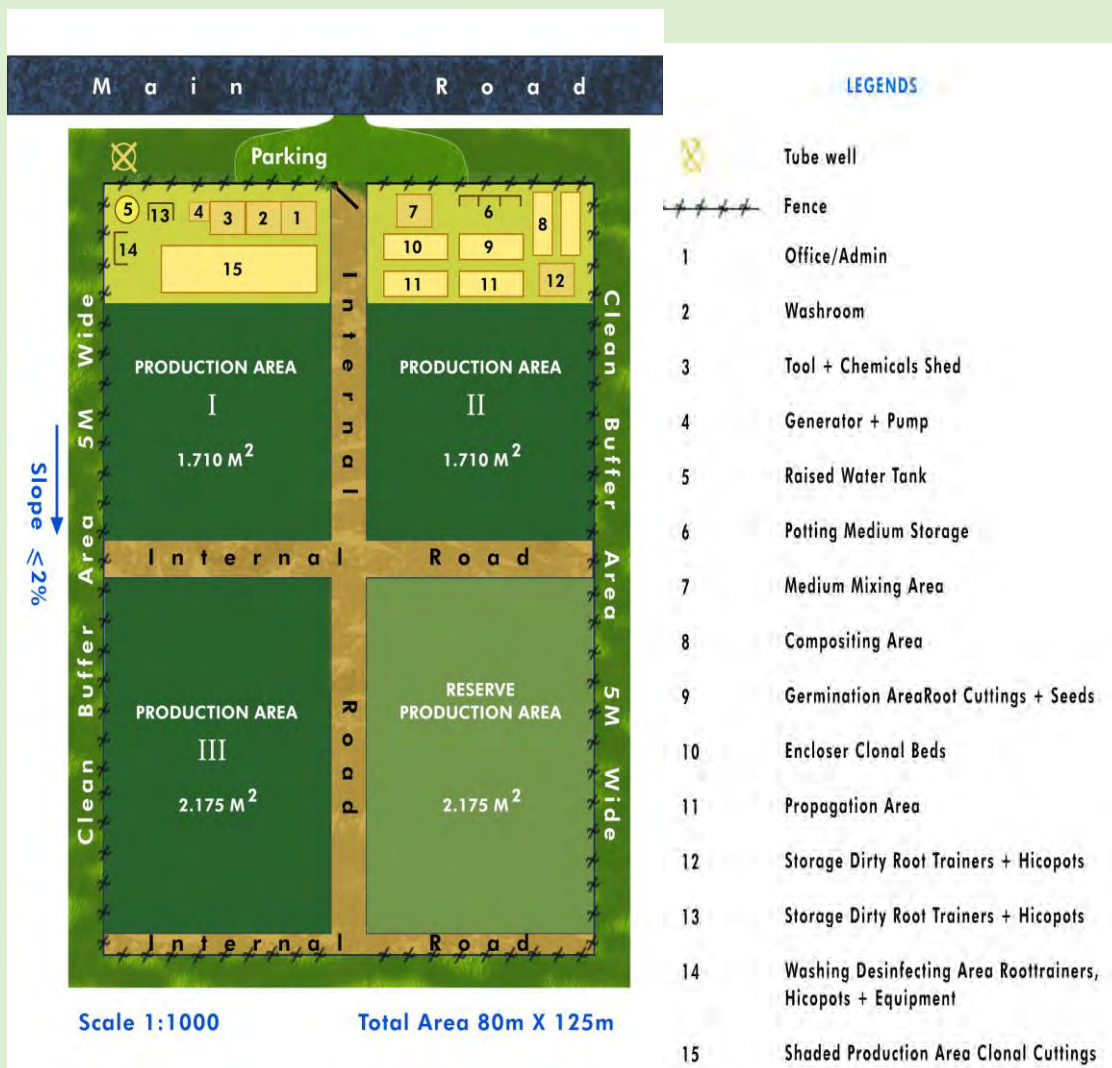 Main Road
Parking
5
13
4
3
2
1
14
15
7
6
8
10
9
11
11
12
Internal Road
PRODUCTION AREA
I
1.710 M²
PRODUCTION AREA
II
1.710 M²
Internal Road
PRODUCTION AREA
III
2.175 M²
RESERVE
PRODUCTION AREA
2.175 M²
Internal Road
Clean Buffer Area 5M Wide
Clean Buffer Area 5M Wide
Slope ≤2%
Scale 1:1000
Total Area 80m X 125m
LEGENDS
Tube well
Fence
1 Office/Admin
2 Washroom
3 Tool + Chemicals Shed
4 Generator + Pump
5 Raised Water Tank
6 Potting Medium Storage
7 Medium Mixing Area
8 Compositing Area
9 Germination AreaRoot Cuttings + Seeds
10 Encloser Clonal Beds
11 Propagation Area
12 Storage Dirty Root Trainers + Hicopots
13 Storage Dirty Root Trainers + Hicopots
14 Washing Desinfecting Area Roottrainers,
Hicopots + Equipment
15 Shaded Production Area Clonal Cuttings